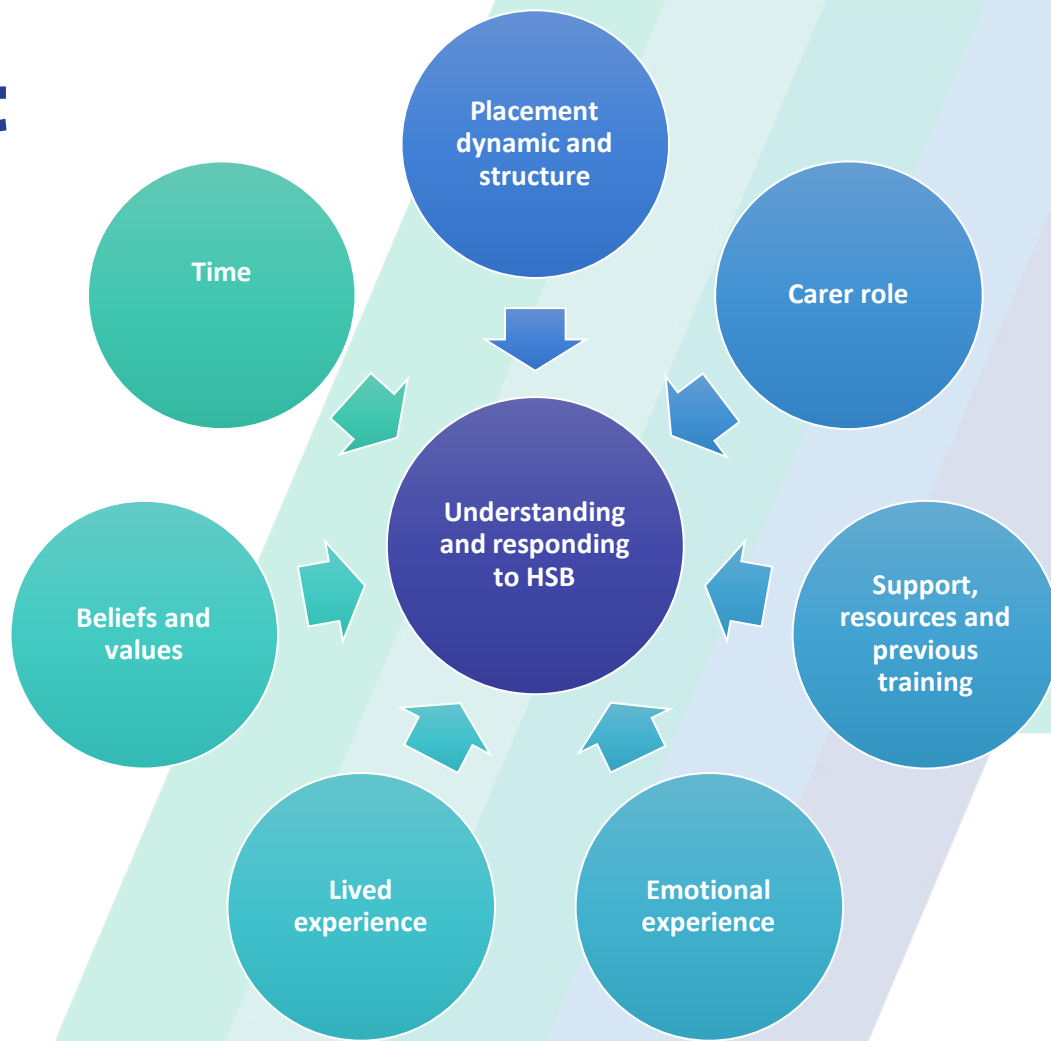 Placement
dynamic and
structure
Time
Carer role
Understanding
and responding
to HSB
Beliefs and
values
Support,
resources and
previous
training
Lived
experience
Emotional
experience